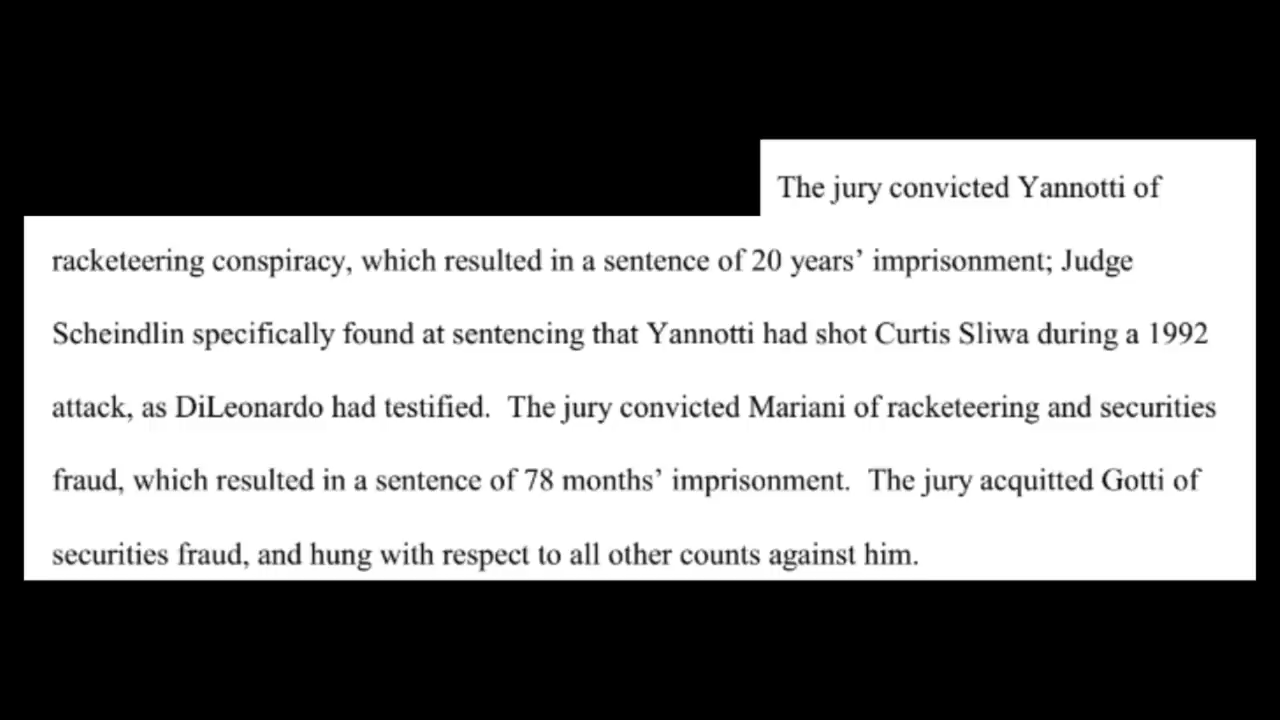 The jury convicted Yannotti of
racketeering conspiracy, which resulted in a sentence of 20 years’ imprisonment; Judge
Scheindlin specifically found at sentencing that Yannotti had shot Curtis Sliwa during a 1992
attack, as DiLeonardo had testified.  The jury convicted Mariani of racketeering and securities
fraud, which resulted in a sentence of 78 months’ imprisonment.  The jury acquitted Gotti of
securities fraud, and hung with respect to all other counts against him.